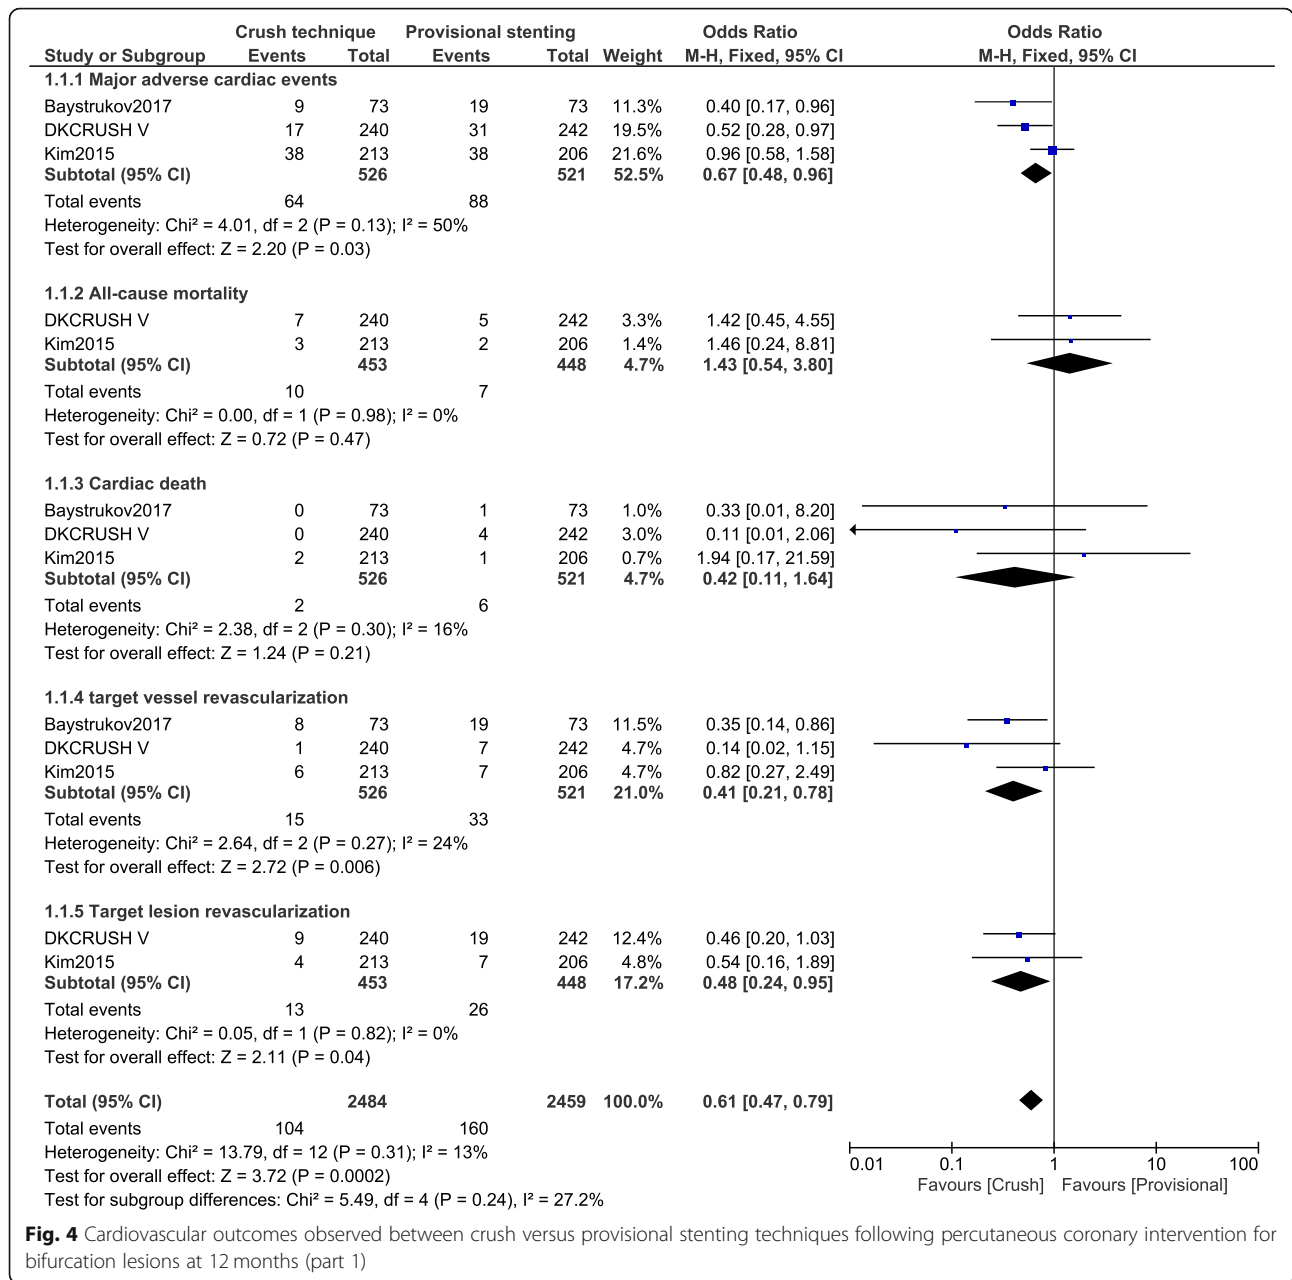 Crush technique Provisional stenting Odds Ratio Odds Ratio
Study or Subgroup Events Total Events Total Weight M-H, Fixed, 95% CI M-H, Fixed, 95% CI
1.1.1 Major adverse cardiac events
Baystrukov2017 9 73 19 73 11.3% 0.40 [0.17, 0.96]
DKCRUSH V 17 240 31 242 19.5% 0.52 [0.28, 0.97]
Kim2015 38 213 38 206 21.6% 0.96 [0.58, 1.58]
Subtotal (95% CI) 526 521 52.5% 0.67 [0.48, 0.96]
Total events 64 88
Heterogeneity: Chi² = 4.01, df = 2 (P = 0.13); I² = 50%
Test for overall effect: Z = 2.20 (P = 0.03)
1.1.2 All-cause mortality
DKCRUSH V 7 240 5 242 3.3% 1.42 [0.45, 4.55]
Kim2015 3 213 2 206 1.4% 1.46 [0.24, 8.81]
Subtotal (95% CI) 453 448 4.7% 1.43 [0.54, 3.80]
Total events 10 7
Heterogeneity: Chi² = 0.00, df = 1 (P = 0.98); I² = 0%
Test for overall effect: Z = 0.72 (P = 0.47)
1.1.3 Cardiac death
Baystrukov2017 0 73 1 73 1.0% 0.33 [0.01, 8.20]
DKCRUSH V 0 240 4 242 3.0% 0.11 [0.01, 2.06]
Kim2015 2 213 1 206 0.7% 1.94 [0.17, 21.59]
Subtotal (95% CI) 526 521 4.7% 0.42 [0.11, 1.64]
Total events 2 6
Heterogeneity: Chi² = 2.38, df = 2 (P = 0.30); I² = 16%
Test for overall effect: Z = 1.24 (P = 0.21)
1.1.4 target vessel revascularization
Baystrukov2017 8 73 19 73 11.5% 0.35 [0.14, 0.86]
DKCRUSH V 1 240 7 242 4.7% 0.14 [0.02, 1.15]
Kim2015 6 213 7 206 4.7% 0.82 [0.27, 2.49]
Subtotal (95% CI) 526 521 21.0% 0.41 [0.21, 0.78]
Total events 15 33
Heterogeneity: Chi² = 2.64, df = 2 (P = 0.27); I² = 24%
Test for overall effect: Z = 2.72 (P = 0.006)
1.1.5 Target lesion revascularization
DKCRUSH V 9 240 19 242 12.4% 0.46 [0.20, 1.03]
Kim2015 4 213 7 206 4.8% 0.54 [0.16, 1.89]
Subtotal (95% CI) 453 448 17.2% 0.48 [0.24, 0.95]
Total events 13 26
Heterogeneity: Chi² = 0.05, df = 1 (P = 0.82); I² = 0%
Test for overall effect: Z = 2.11 (P = 0.04)
Total (95% CI) 2484 2459 100.0% 0.61 [0.47, 0.79]
Total events 104 160
Heterogeneity: Chi² = 13.79, df = 12 (P = 0.31); I² = 13%
Test for overall effect: Z = 3.72 (P = 0.0002)
Test for subgroup differences: Chi² = 5.49, df = 4 (P = 0.24), I² = 27.2%
0.01 0.1 1 10 100
Favours [Crush] Favours [Provisional]
Fig. 4 Cardiovascular outcomes observed between crush versus provisional stenting techniques following percutaneous coronary intervention for
bifurcation lesions at 12 months (part 1)